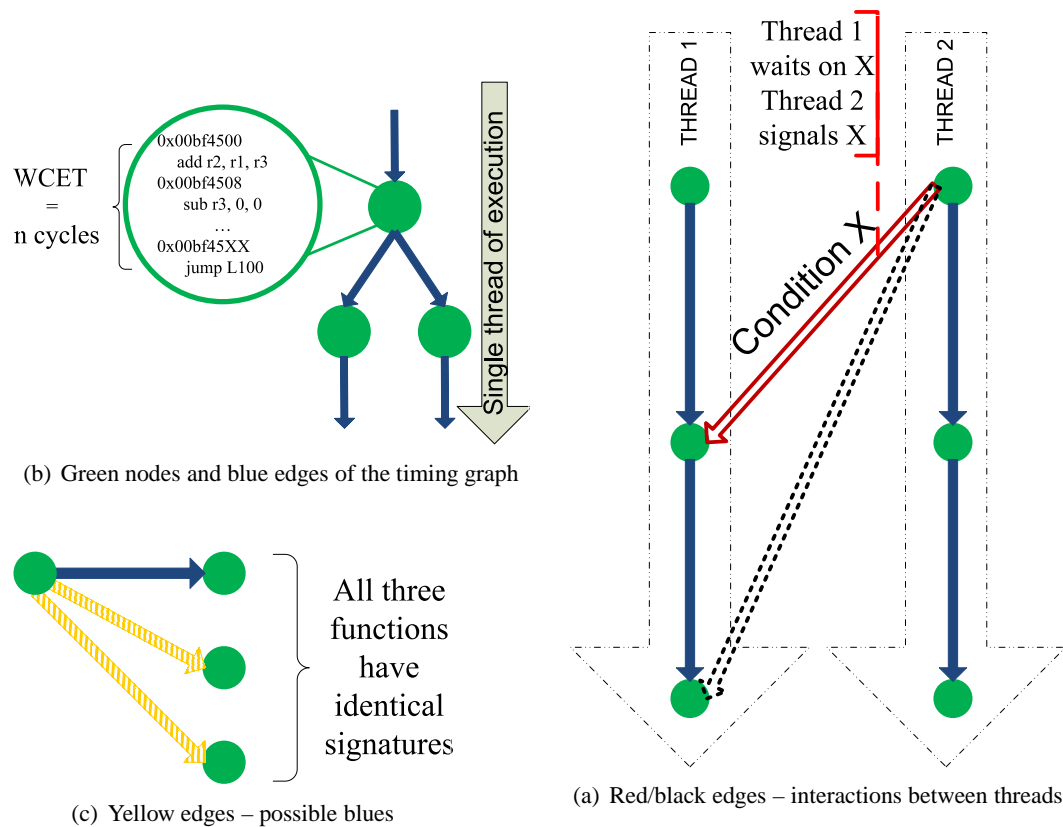 WCET
=
n cycles
0x00bf4500
add r2, r1, r3
0x00bf4508
sub r3, 0, 0
…
0x00bf45XX
jump L100
Single thread of execution
(b) Green nodes and blue edges of the timing graph
All three
functions
have
identical
signatures
(c) Yellow edges – possible blues
THREAD 1
Thread 1
waits on X
Thread 2
signals X
THREAD 2
Condition X
(a) Red/black edges – interactions between threads